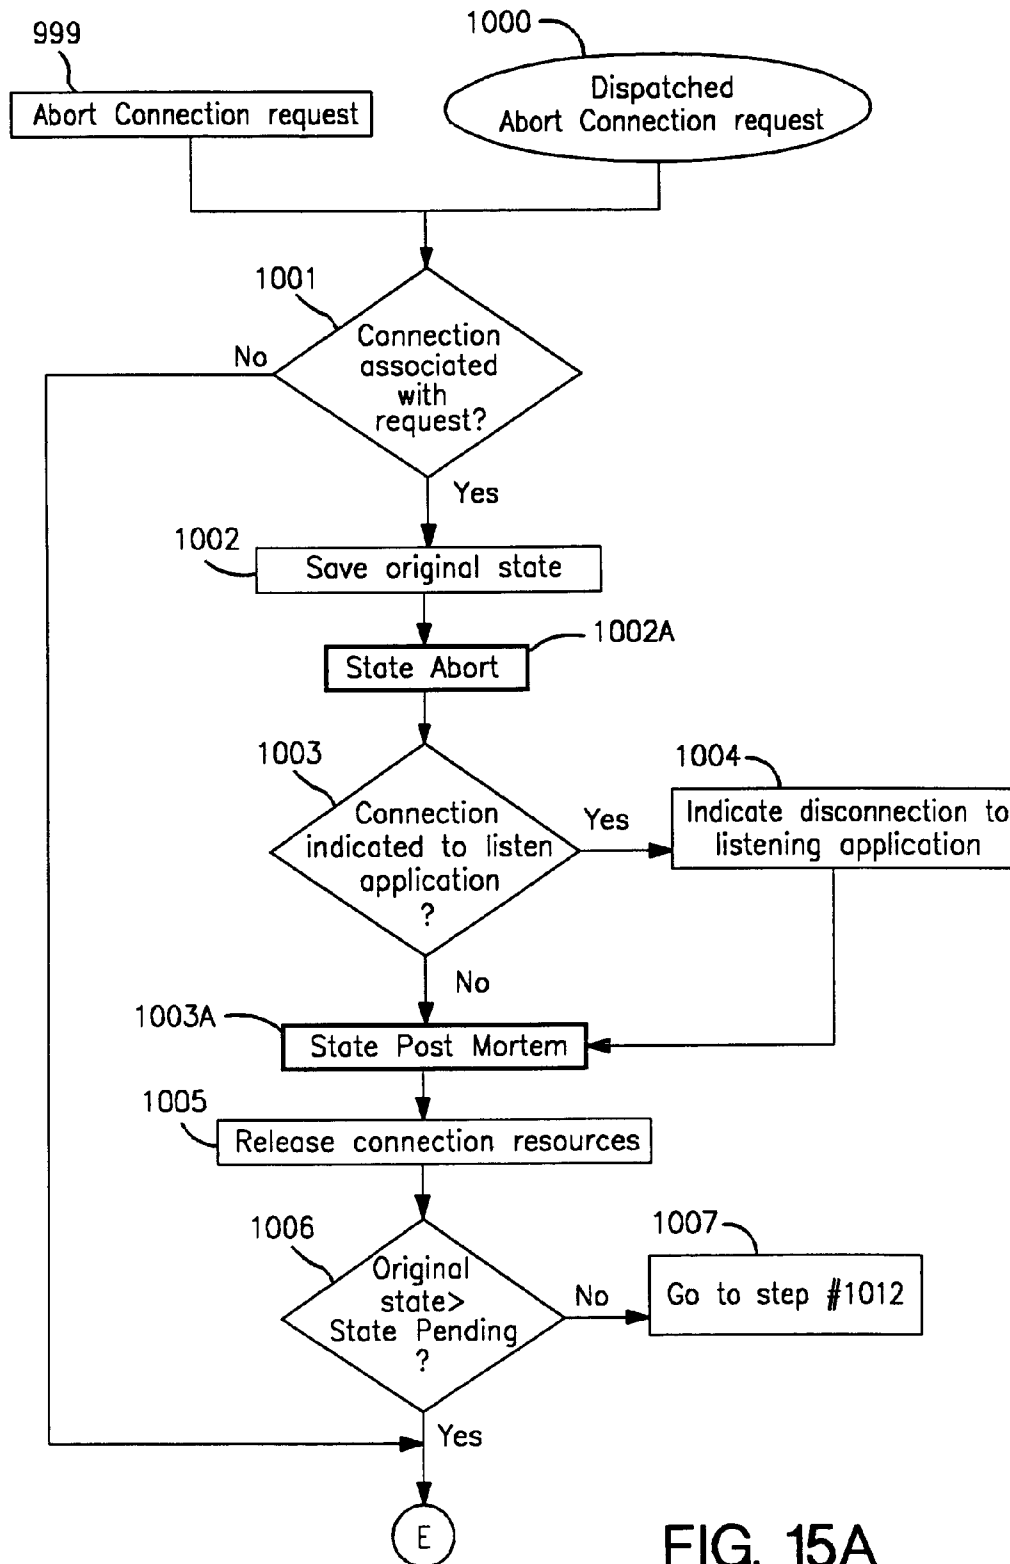 999
1000
Abort Connection request
Dispatched
Abort Connection request
1001
No
Connection
associated
with
request?
Yes
1002
Save original state
1002A
State Abort
1003
1004
Connection
indicated to listen
application
?
Yes
Indicate disconnection to
listening application
No
1003A
State Post Mortem
1005
Release connection resources
1006
1007
Original
state>
State Pending
?
No
Go to step #1012
Yes
E
FIG. 15A